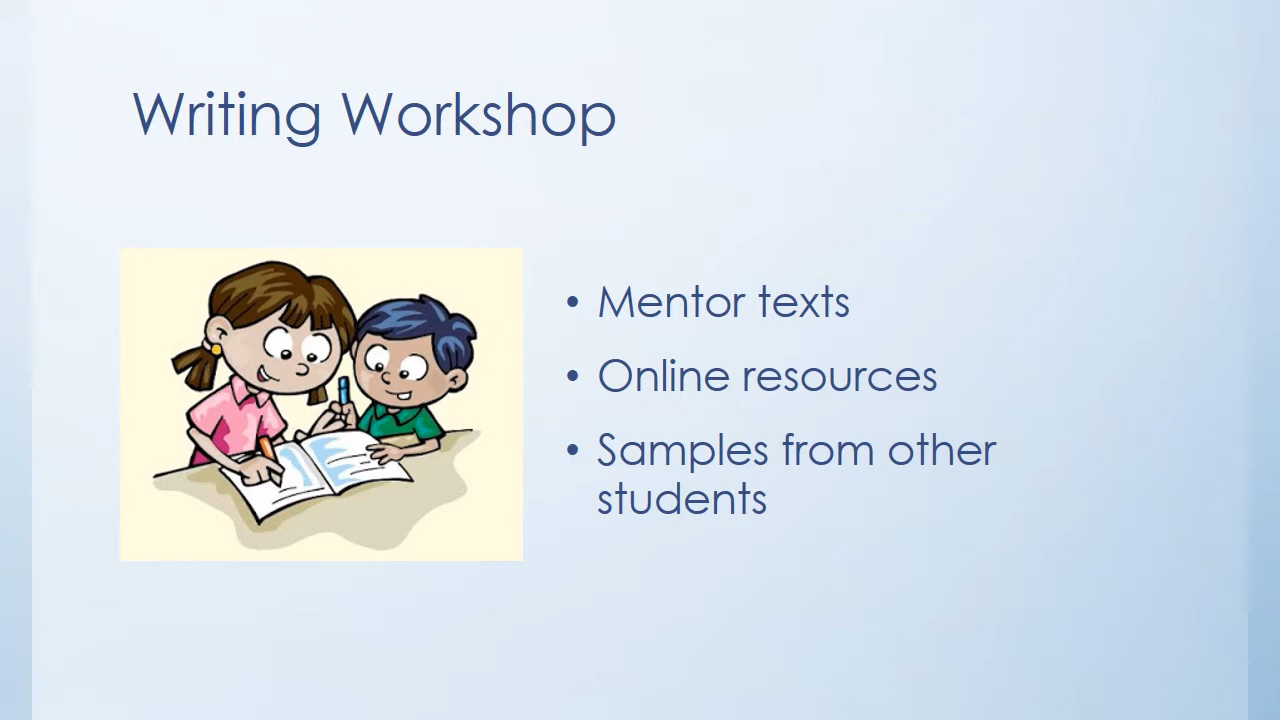 Writing Workshop
• Mentor texts
• Online resources
• Samples from other
students